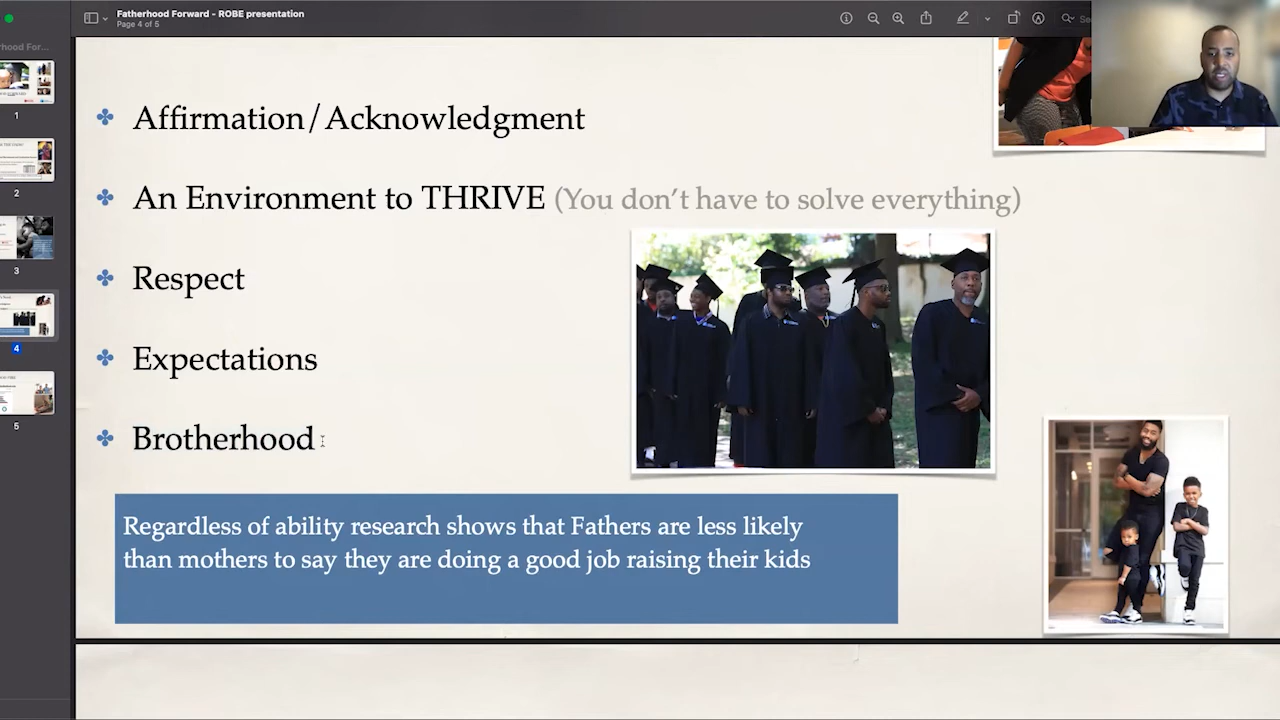 Fatherhood Forward - ROBE presentation
Page 4 of 5
rhood For...
1
2
3
4
5
Affirmation/Acknowledgment
An Environment to THRIVE (You don't have to solve everything)
Respect
Expectations
Brotherhood
Regardless of ability research shows that Fathers are less likely
than mothers to say they are doing a good job raising their kids